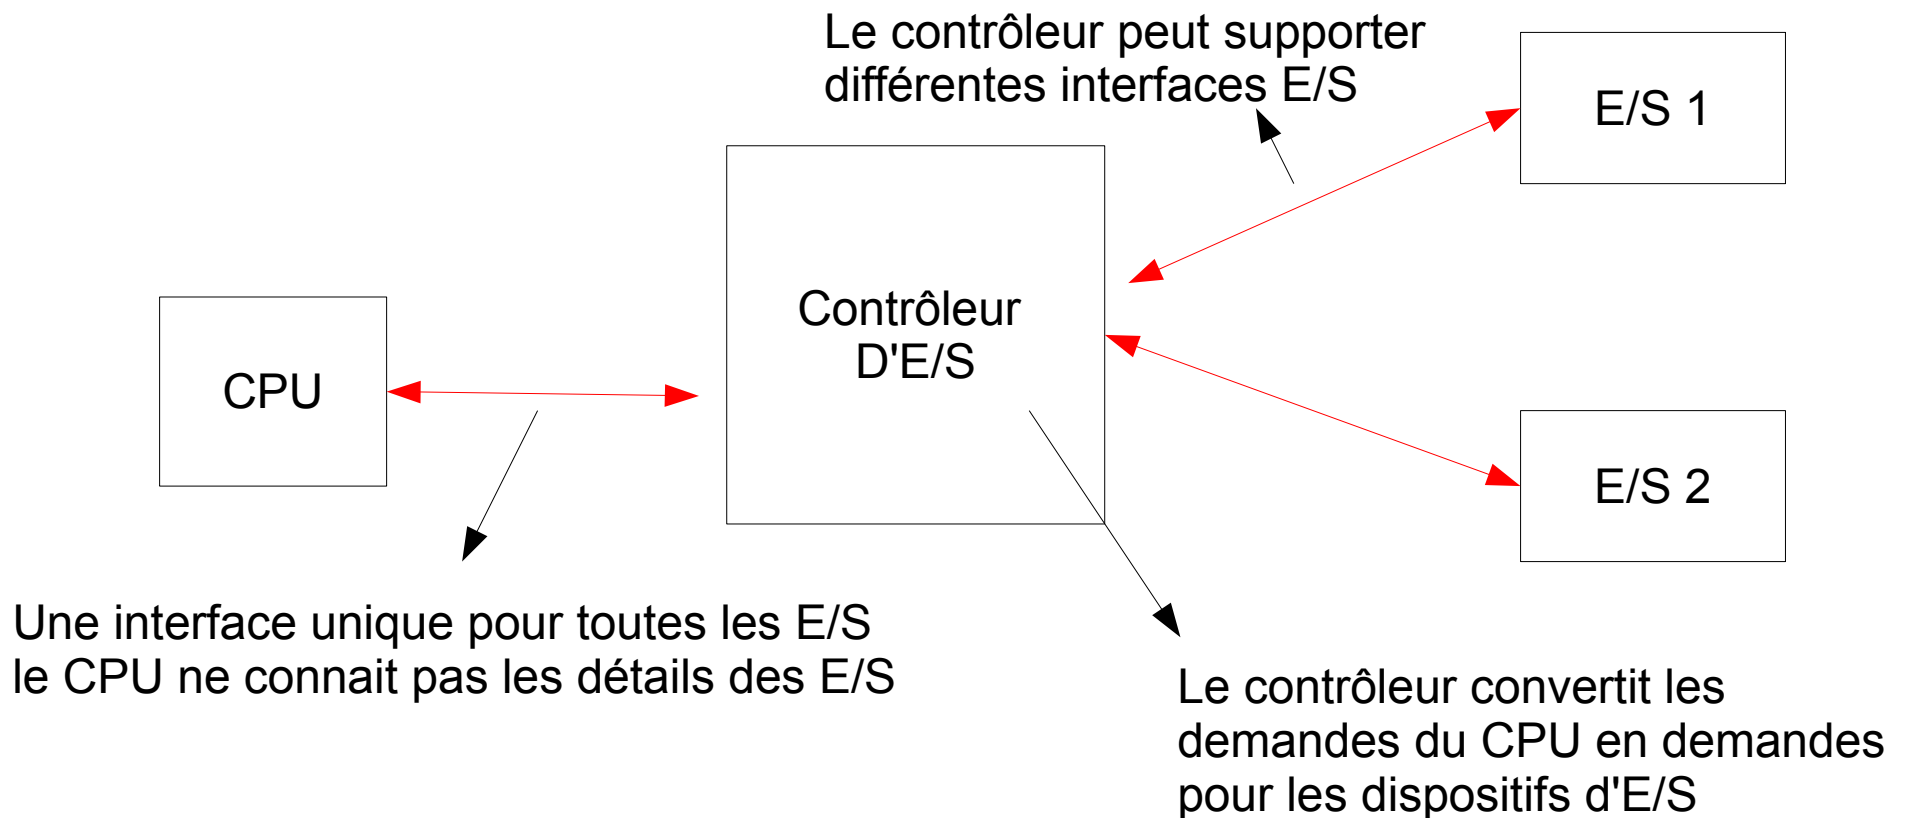 Le contrôleur peut supporter
différentes interfaces E/S
E/S 1
Contrôleur
D'E/S
CPU
E/S 2
Une interface unique pour toutes les E/S
le CPU ne connait pas les détails des E/S
Le contrôleur convertit les
demandes du CPU en demandes
pour les dispositifs d'E/S